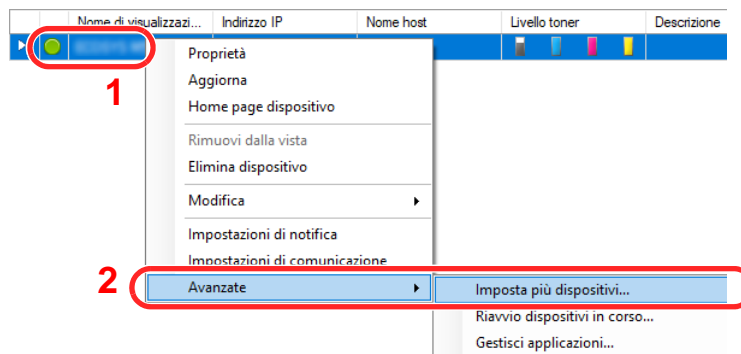 Nome di visualizzazi... Indirizzo IP Nome host Livello toner Descrizione
1
Proprietà
Aggiorna
Home page dispositivo
Rimuovi dalla vista
Elimina dispositivo
Modifica
Impostazioni di notifica
Impostazioni di comunicazione
2
Avanzate Imposta più dispositivi...
Riavvio dispositivi in corso...
Gestisci applicazioni...